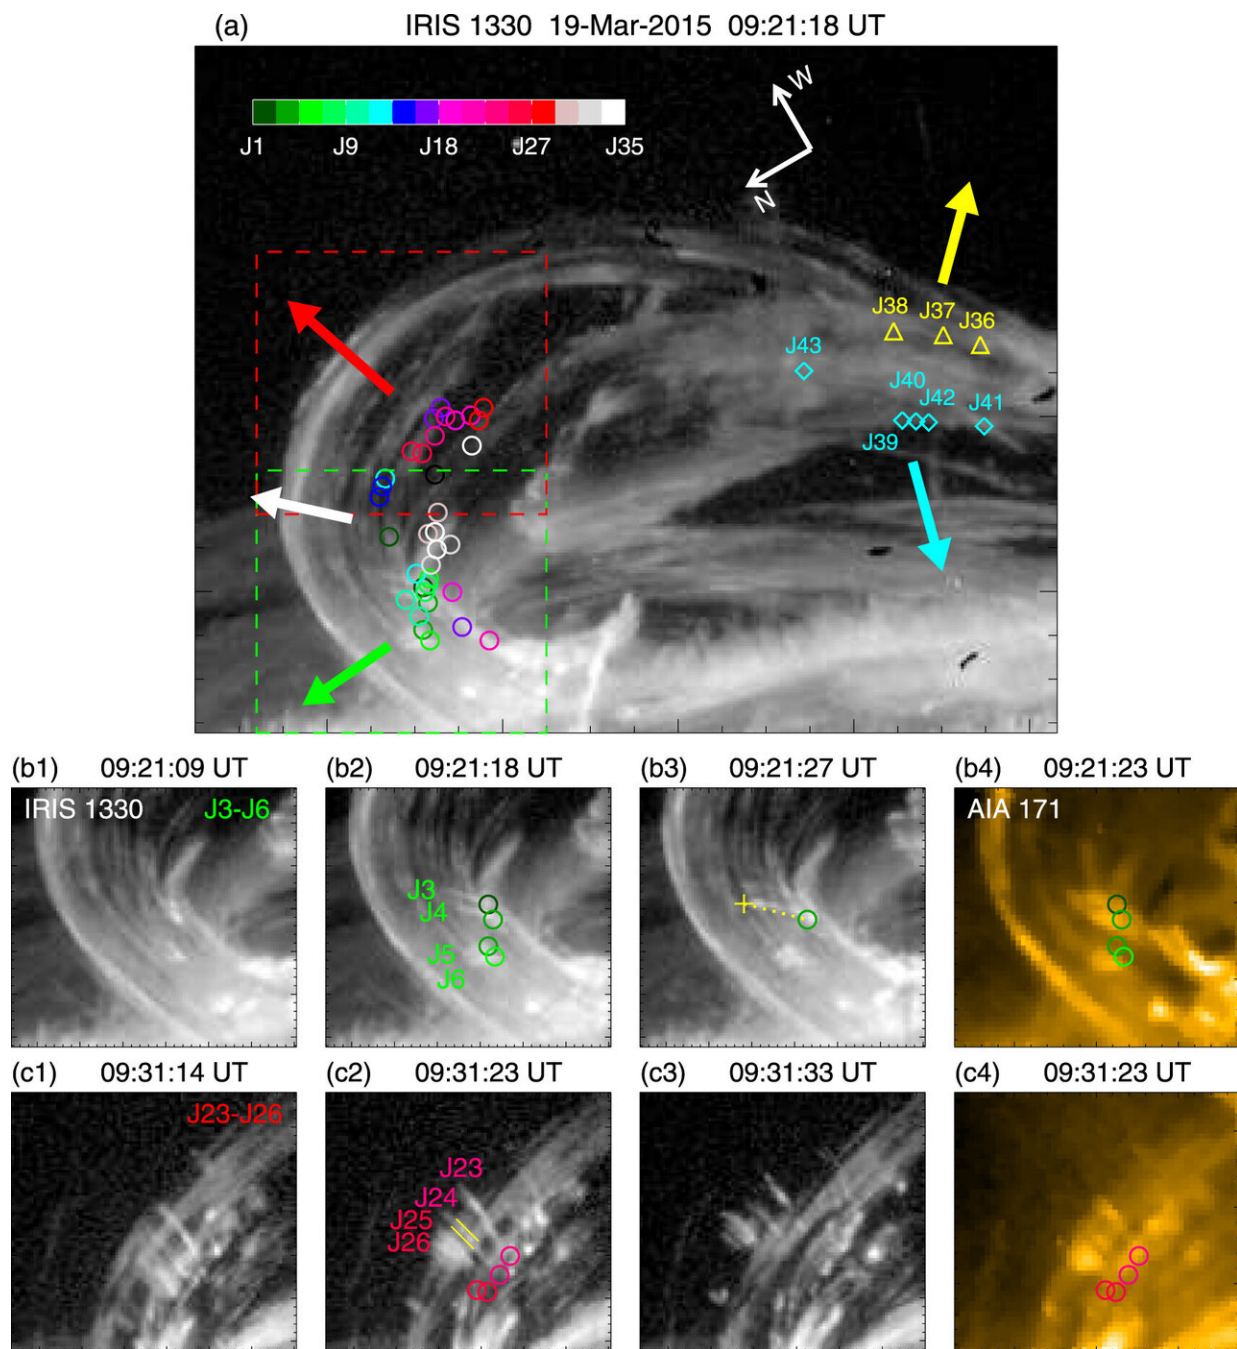 (a) IRIS 1330 19-Mar-2015 09:21:18 UT
W
N
J1 J9 J18 J27 J35
J38 J37 J36
J43
J40
J42 J41
J39
(b1) 09:21:09 UT (b2) 09:21:18 UT (b3) 09:21:27 UT (b4) 09:21:23 UT
IRIS 1330 J3-J6 AIA 171
J3
J4
J5
J6
(c1) 09:31:14 UT (c2) 09:31:23 UT (c3) 09:31:33 UT (c4) 09:31:23 UT
J23-J26
J23
J24
J25
J26